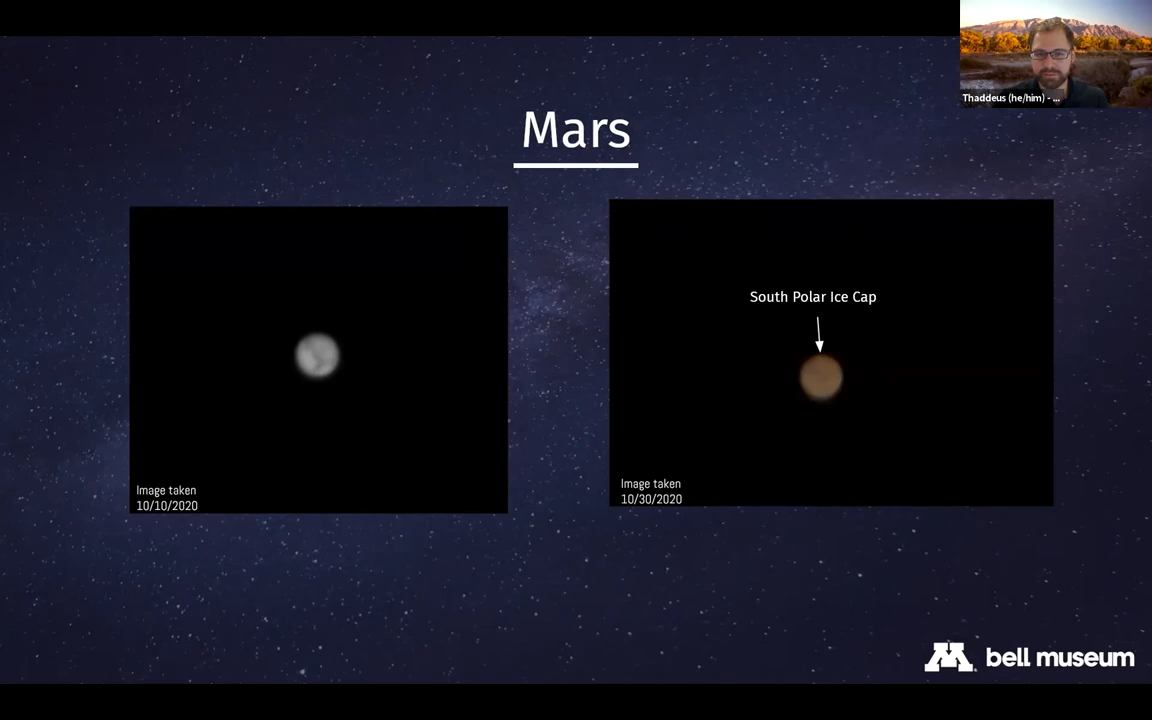 Thaddeus (he/him) - ...
Mars
South Polar Ice Cap
Image taken
10/10/2020
Image taken
10/30/2020
M
bell museum